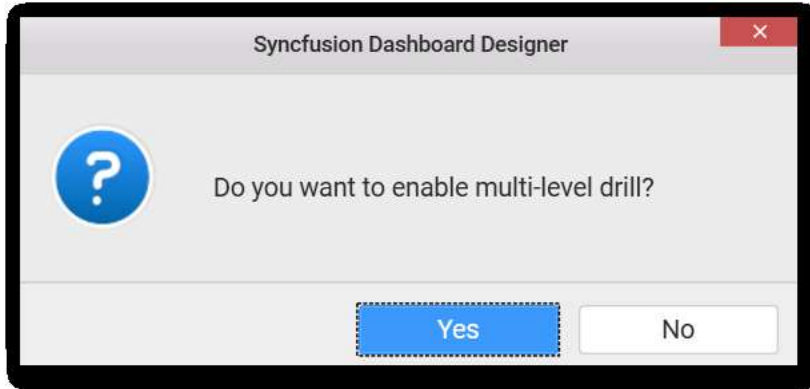 Syncfusion Dashboard Designer
Do you want to enable multi-level drill?
Yes
No